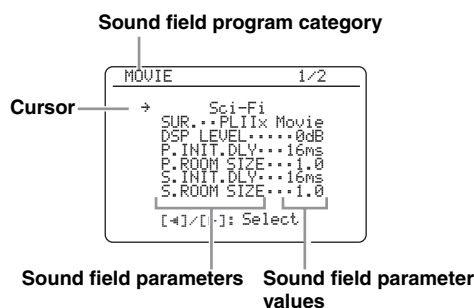 Sound field program category
MOVIE 1/2
Cursor
→ Sci-Fi
SUR.··PLIIx Movie
DSP LEVEL·····0dB
P.INIT.DLY···16ms
P.ROOM SIZE···1.0
S.INIT.DLY···16ms
S.ROOM SIZE···1.0
[◀]/[▶]: Select
Sound field parameters
Sound field parameter
values